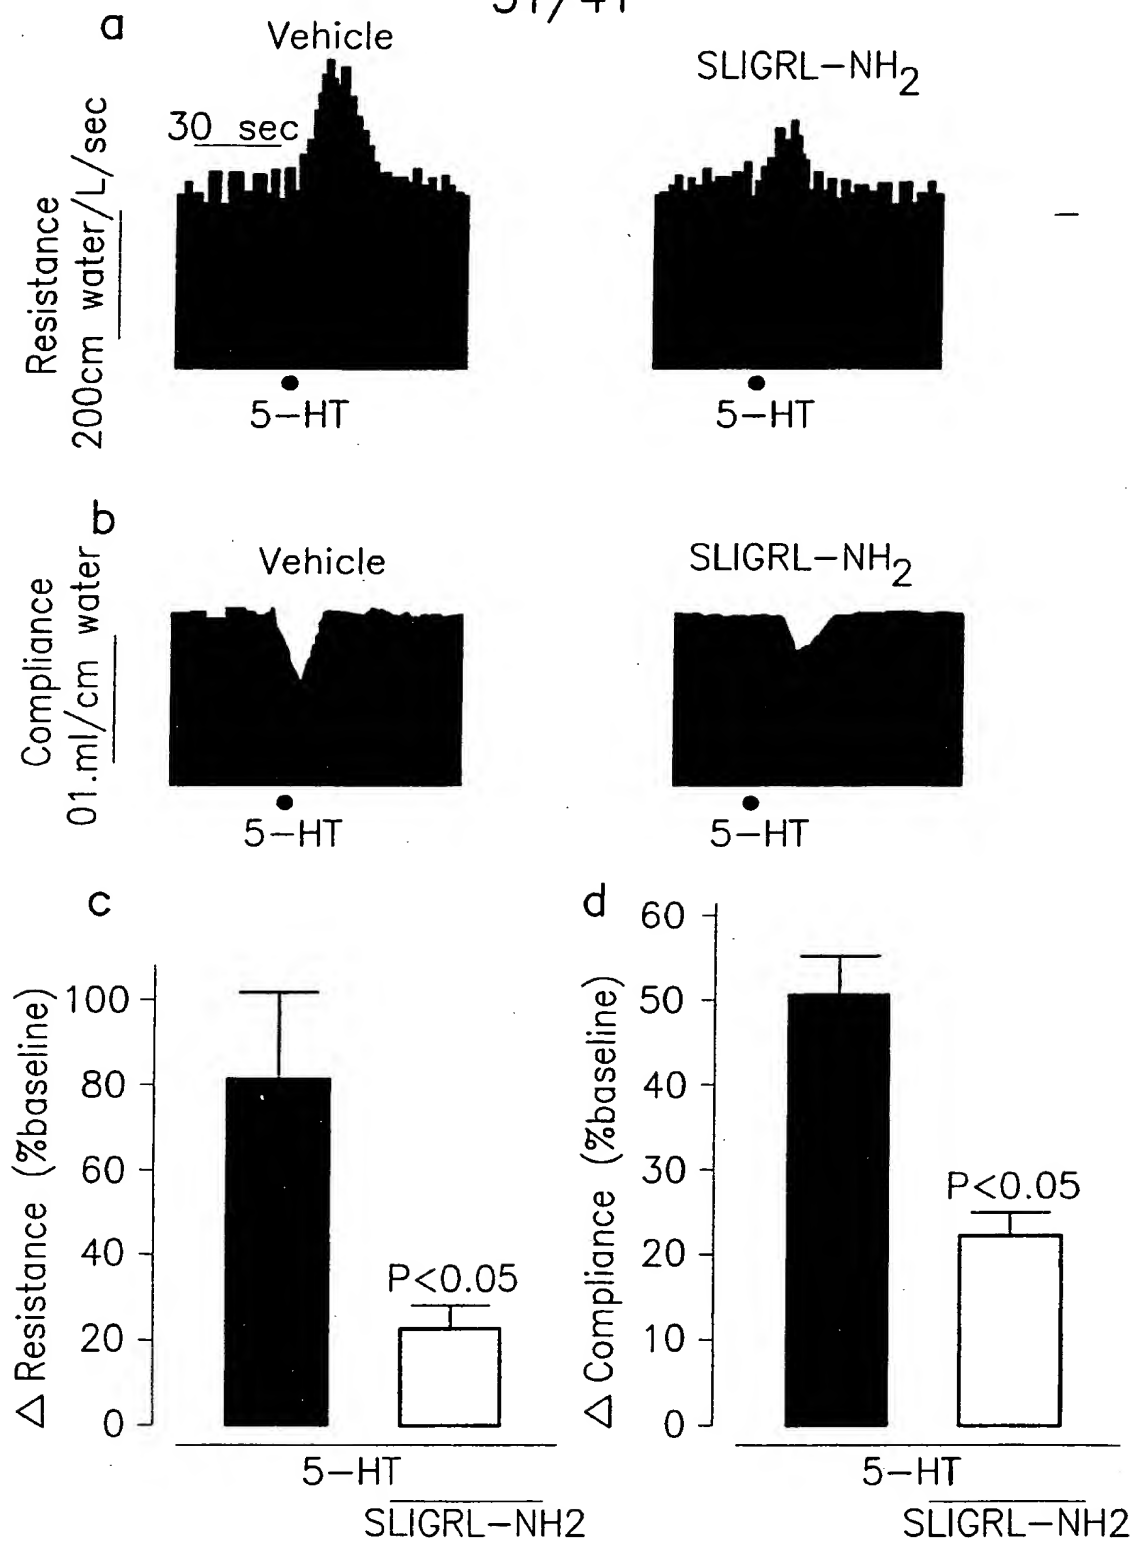 a
Vehicle
SLIGRL-NH2
30 sec
Resistance
200cm water/L/sec
5-HT
5-HT
b
Vehicle
SLIGRL-NH2
Compliance
01.ml/cm water
5-HT
5-HT
c
Δ Resistance (%baseline)
100
80
60
40
20
0
P<0.05
5-HT
SLIGRL-NH2
d
Δ Compliance (%baseline)
60
50
40
30
20
10
0
P<0.05
5-HT
SLIGRL-NH2